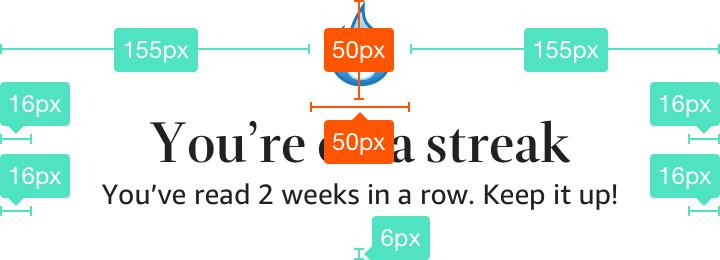 155px 50px 155px
16px 16px
You’re a streak
50px
16px 16px
You’ve read 2 weeks in a row. Keep it up!
6px